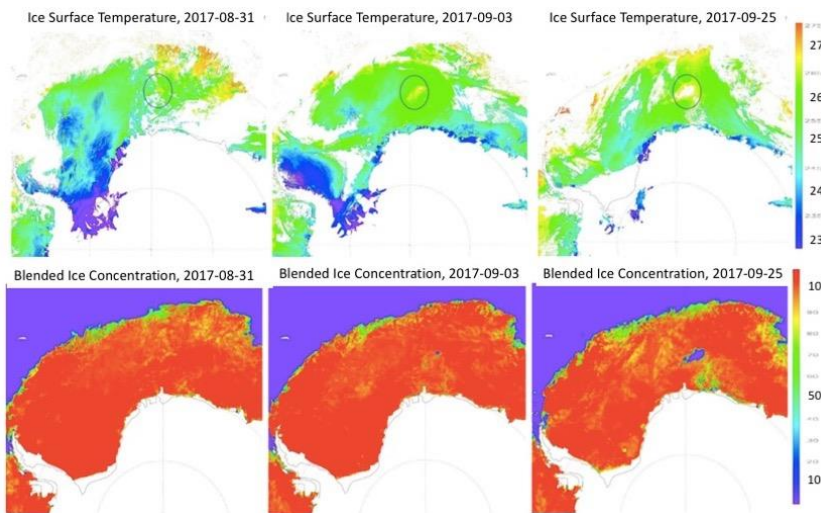 Ice Surface Temperature, 2017-08-31
Ice Surface Temperature, 2017-09-03
Ice Surface Temperature, 2017-09-25
26
26
25
24
24
23
Blended Ice Concentration, 2017-08-31
Blended Ice Concentration, 2017-09-03
Blended Ice Concentration, 2017-09-25
10
50
10